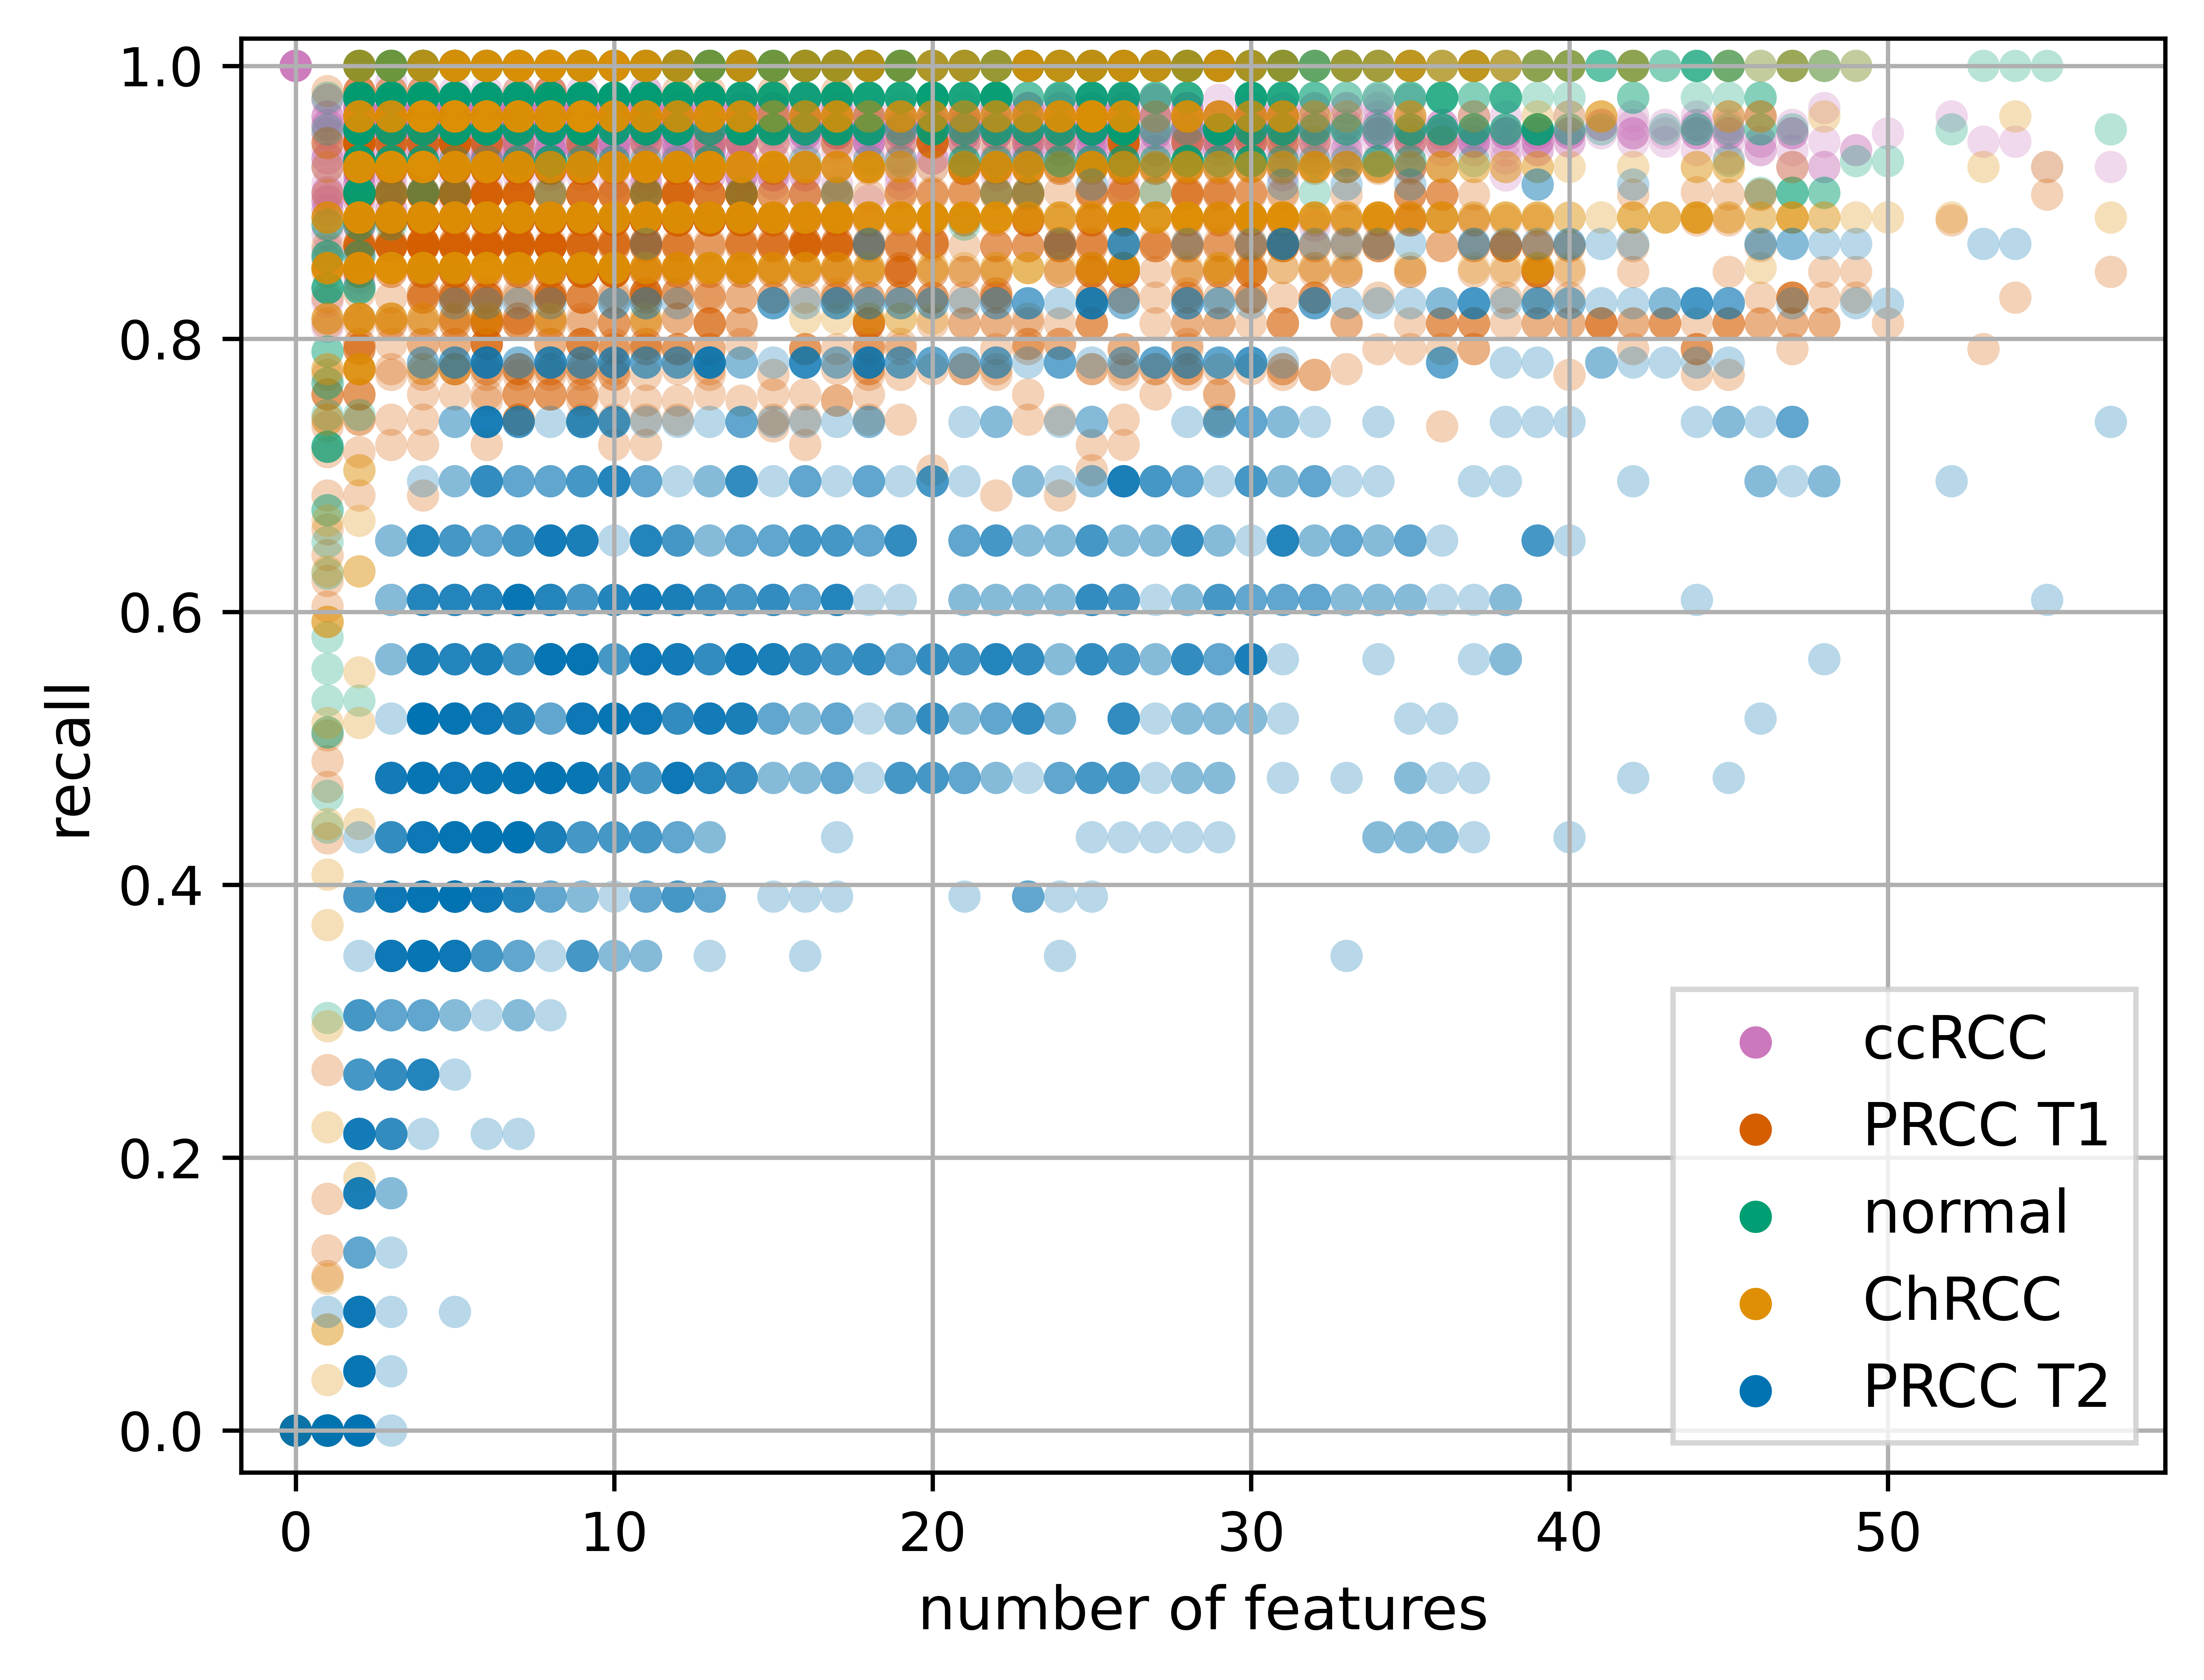 1.0
0.8
0.6
0.4
0.2
0.0
recall
0 10 20 30 40 50
number of features
ccRCC
PRCC T1
normal
ChRCC
PRCC T2